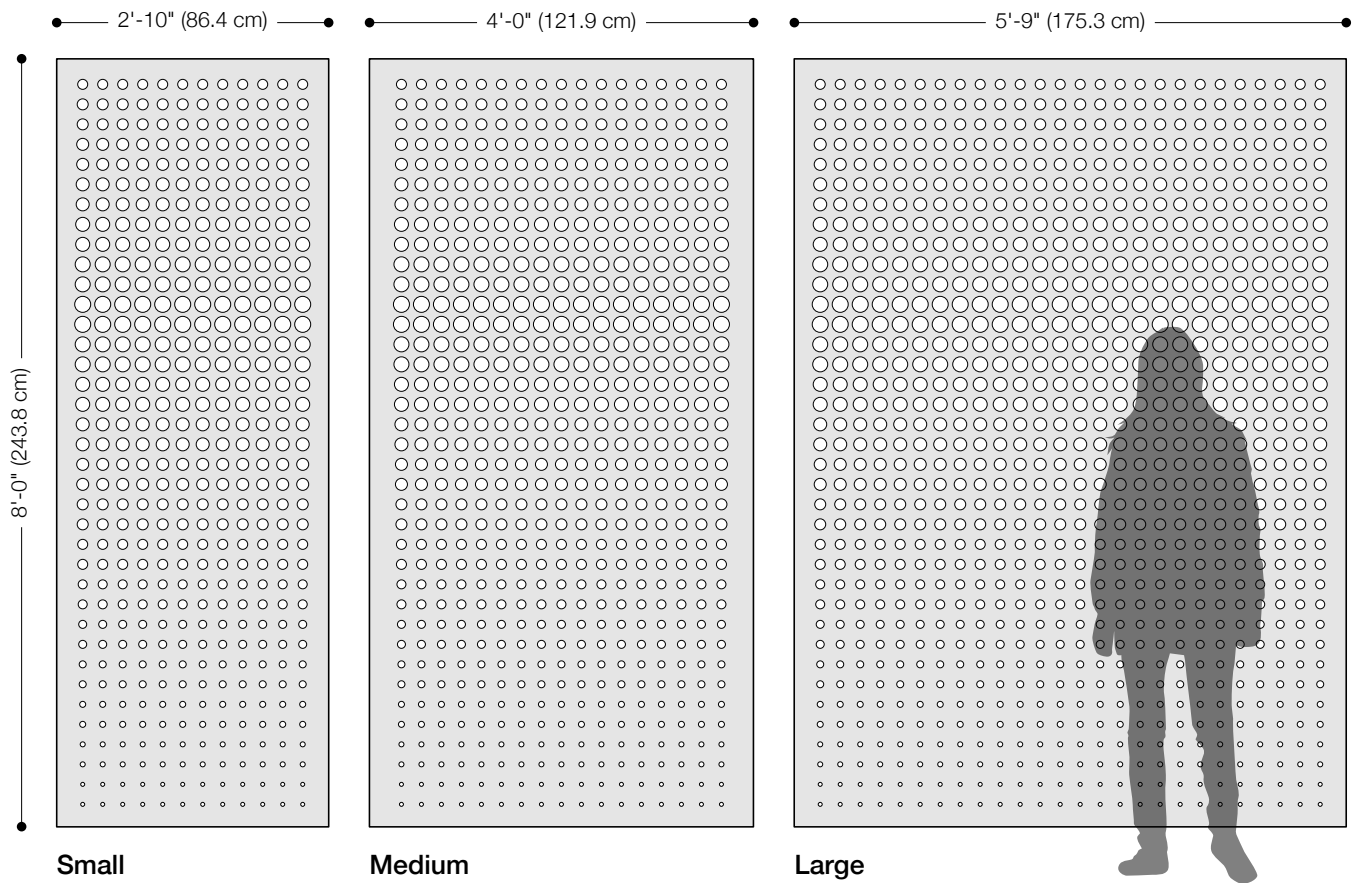 2'-10" (86.4 cm)
4'-0" (121.9 cm)
5'-9" (175.3 cm)
8'-0" (243.8 cm)
Small
Medium
Large